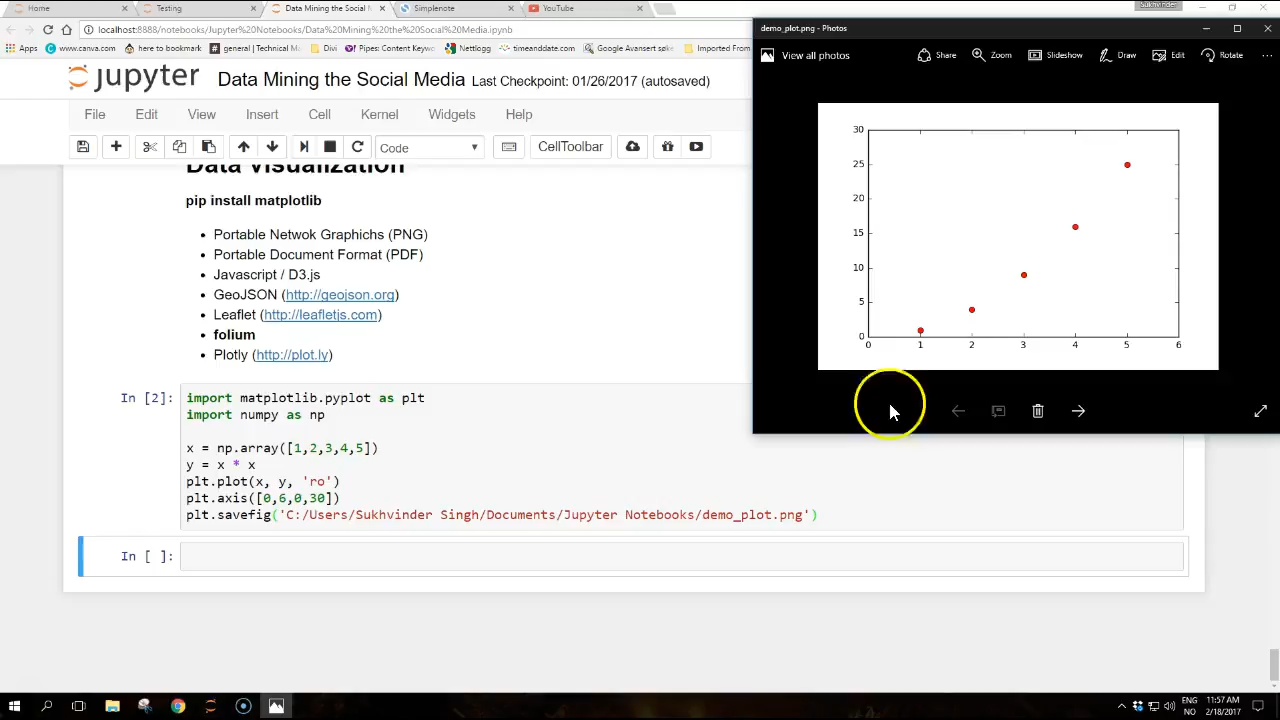 Home
Testing
Data Mining the Social M
Simplenote
YouTube
Sukhvinder
localhost:8888/notebooks/Jupyter%20Notebooks/Data%20Mining%20the%20Social%20Media.ipynb
Apps
www.canva.com
here to bookmark
general | Technical M
Divi
Pipes: Content Keywo
Netlogg
timeanddate.com
Google Avansert søke
Imported From
jupyter
Data Mining the Social Media Last Checkpoint: 01/26/2017 (autosaved)
File Edit View Insert Cell Kernel Widgets Help
Code
CellToolbar
Data Visualization
pip install matplotlib
Portable Netwok Graphichs (PNG)
Portable Document Format (PDF)
Javascript / D3.js
GeoJSON (http://geojson.org)
Leaflet (http://leafletjs.com)
folium
Plotly (http://plot.ly)
In [2]:
import matplotlib.pyplot as plt
import numpy as np
x = np.array([1,2,3,4,5])
y = x * x
plt.plot(x, y, 'ro')
plt.axis([0,6,0,30])
plt.savefig('C:/Users/Sukhvinder Singh/Documents/Jupyter Notebooks/demo_plot.png')
In [ ]:
demo_plot.png - Photos
View all photos
Share
Zoom
Slideshow
Draw
Edit
Rotate
30
25
20
15
10
5
0
0 1 2 3 4 5 6
ENG
NO
11:57 AM
2/18/2017